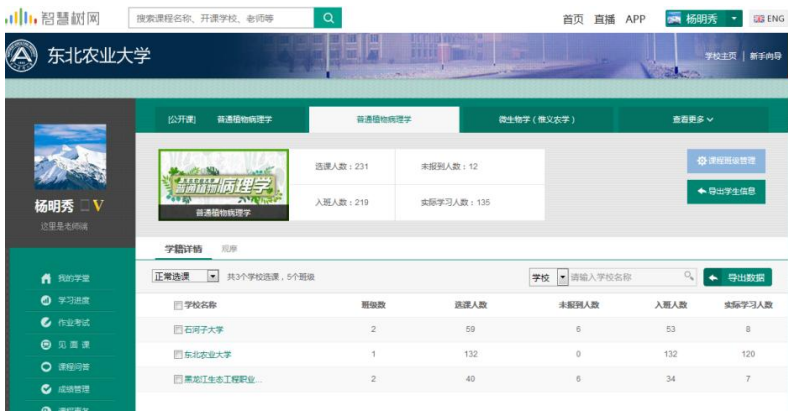 智慧树网 搜索课程名称、开课学校、老师等 首页 直播 APP 杨明秀 ENG
东北农业大学 学校主页 | 新手向导
[公开课] 普通植物病理学 普通植物病理学 微生物学（惟义农学） 查看更多
选课人数：231 未报到人数：12 课程班级管理
普通植物病理学
入班人数：219 实际学习人数：135 导出学生信息
普通植物病理学
杨明秀 V
这里是老师端
学籍详情 观摩
正常选课 共3个学校选课，5个班级 学校 请输入学校名称 导出数据
学校名称 班级数 选课人数 未报到人数 入班人数 实际学习人数
石河子大学 2 59 6 53 8
东北农业大学 1 132 0 132 120
黑龙江生态工程职业... 2 40 6 34 7
我的学堂
学习进度
作业考试
见面课
课程问答
成绩管理